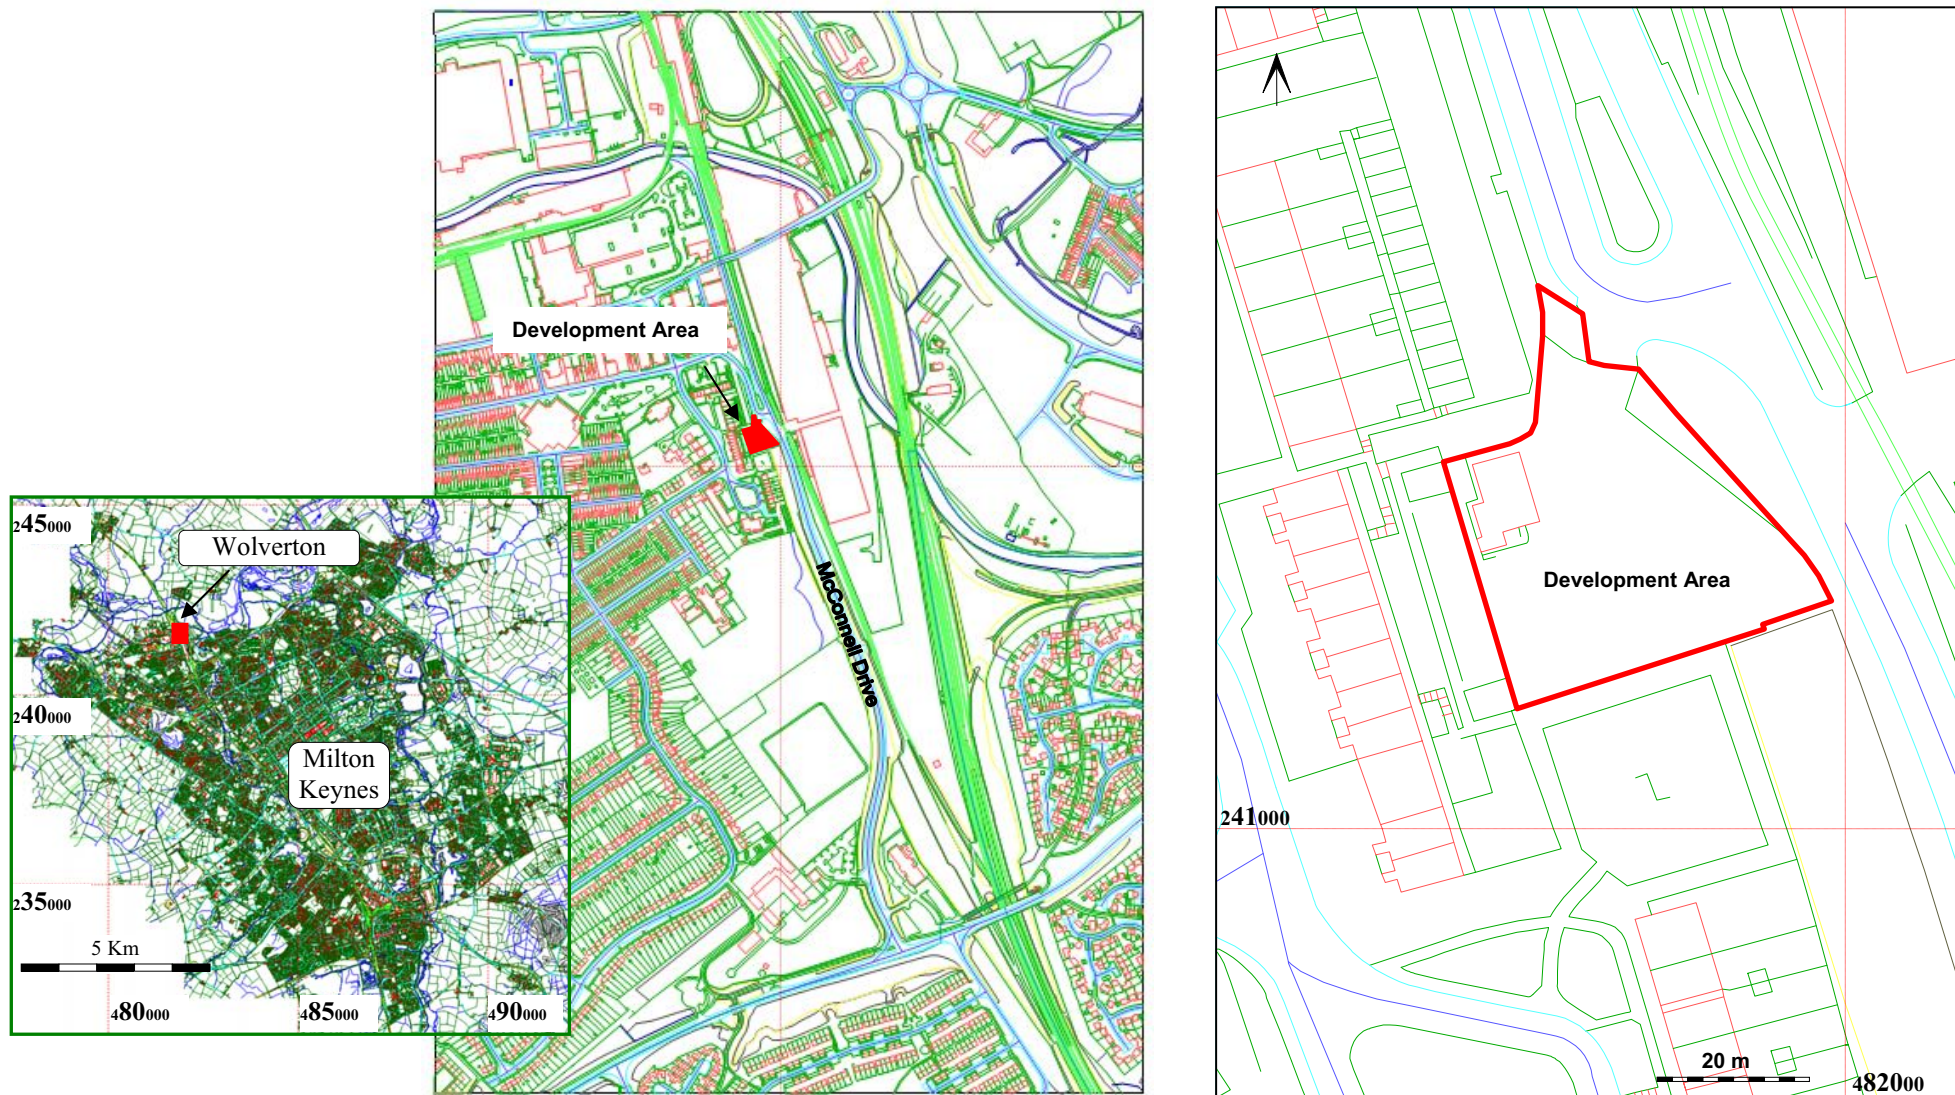 Development Area
McConnell Drive
245000
Wolverton
240000
Milton
Keynes
235000
5 Km
480000
485000
490000
Development Area
241000
20 m
482000